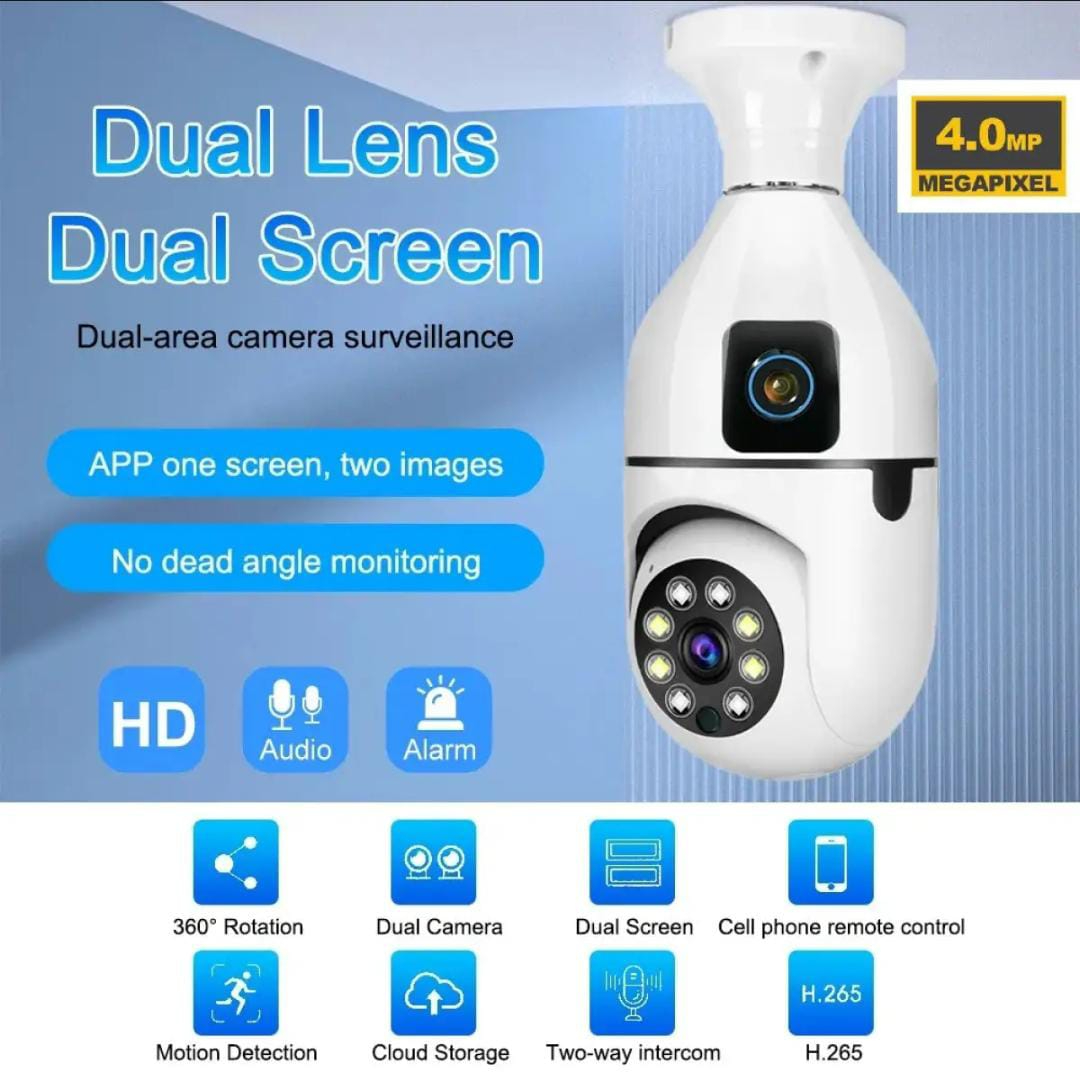 Dual Lens
Dual Screen
Dual-area camera surveillance
APP one screen, two images
No dead angle monitoring
HD
Audio
Alarm
4.0MP
MEGAPIXEL
360° Rotation
Dual Camera
Dual Screen
Cell phone remote control
Motion Detection
Cloud Storage
Two-way intercom
H.265
H.265